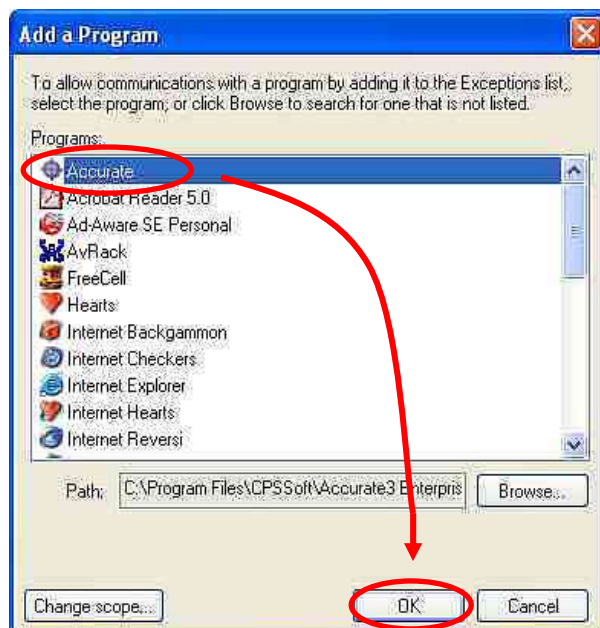 Add a Program
To allow communications with a program by adding it to the Exceptions list,
select the program, or click Browse to search for one that is not listed.
Programs:
Accurate
Acrobat Reader 5.0
Ad-Aware SE Personal
AvRack
FreeCell
Hearts
Internet Backgammon
Internet Checkers
Internet Explorer
Internet Hearts
Internet Reversi
Path: C:\Program Files\CPSSoft\Accurate3 Enterpris Browse...
Change scope... OK Cancel